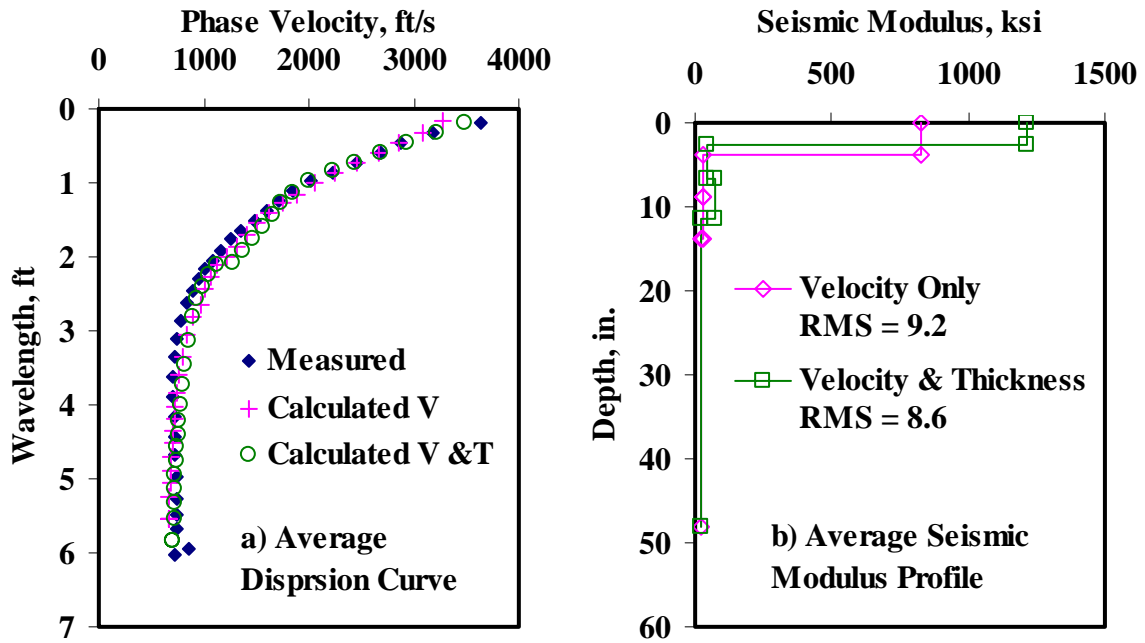 Phase Velocity, ft/s
0 1000 2000 3000 4000
0
1
2
3
4
5
6
7
Wavelength, ft
Measured
Calculated V
Calculated V &T
a) Average
Disprsion Curve
Seismic Modulus, ksi
0 500 1000 1500
0
10
20
30
40
50
60
Depth, in.
Velocity Only
RMS = 9.2
Velocity & Thickness
RMS = 8.6
b) Average Seismic
Modulus Profile